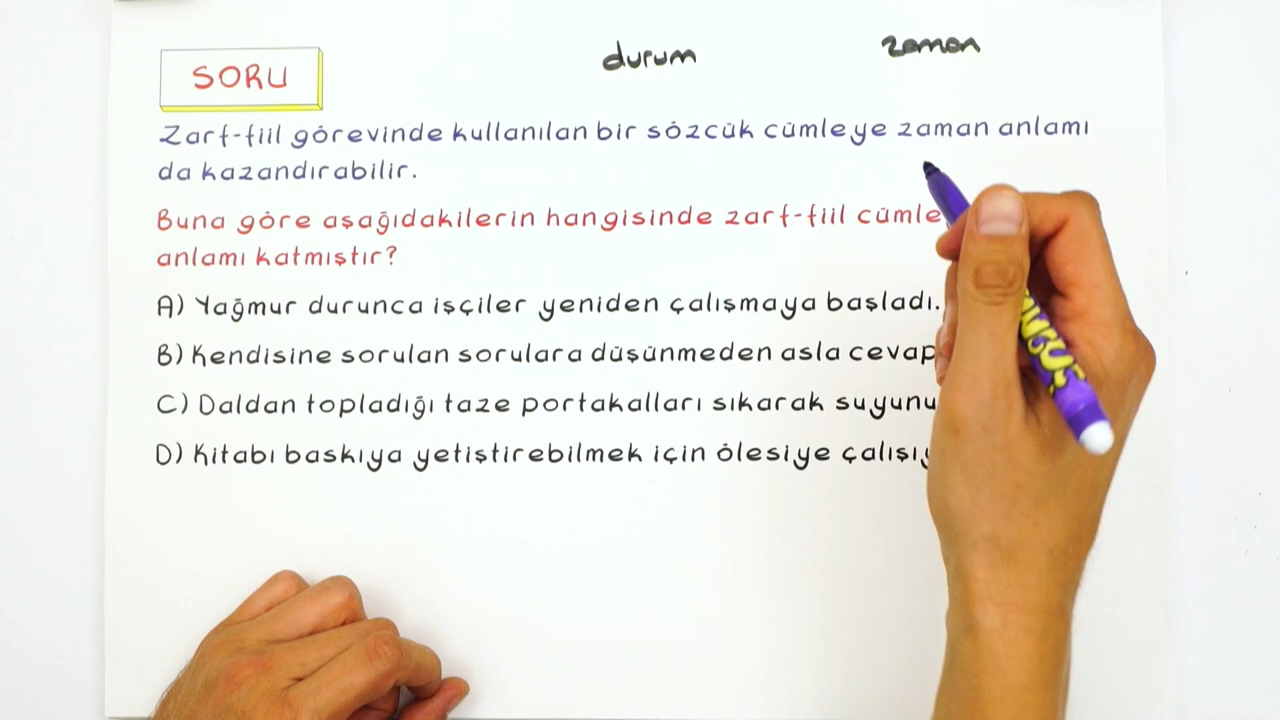 durum zaman
SORU
Zarf-fiil görevinde kullanılan bir sözcük cümleye zaman anlamı
da kazandırabilir.
Buna göre aşağıdakilerin hangisinde zarf-fiil
anlamı katmıştır?
A) Yağmur durunca işçiler yeniden çalışmaya başladı.
B) Kendisine sorulan sorulara düşünmeden asla cevap
C) Daldan topladığı taze portakalları sıkarak suyunu
D) Kitabı baskıya yetiştirebilmek için ölesiye